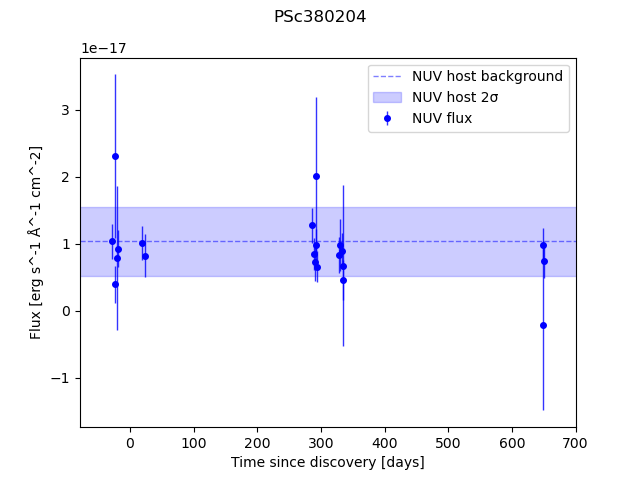 PSc380204
1e−17
NUV host background
NUV host 2σ
NUV flux
3
2
1
0
−1
Flux [erg s^-1 Å^-1 cm^-2]
0 100 200 300 400 500 600 700
Time since discovery [days]